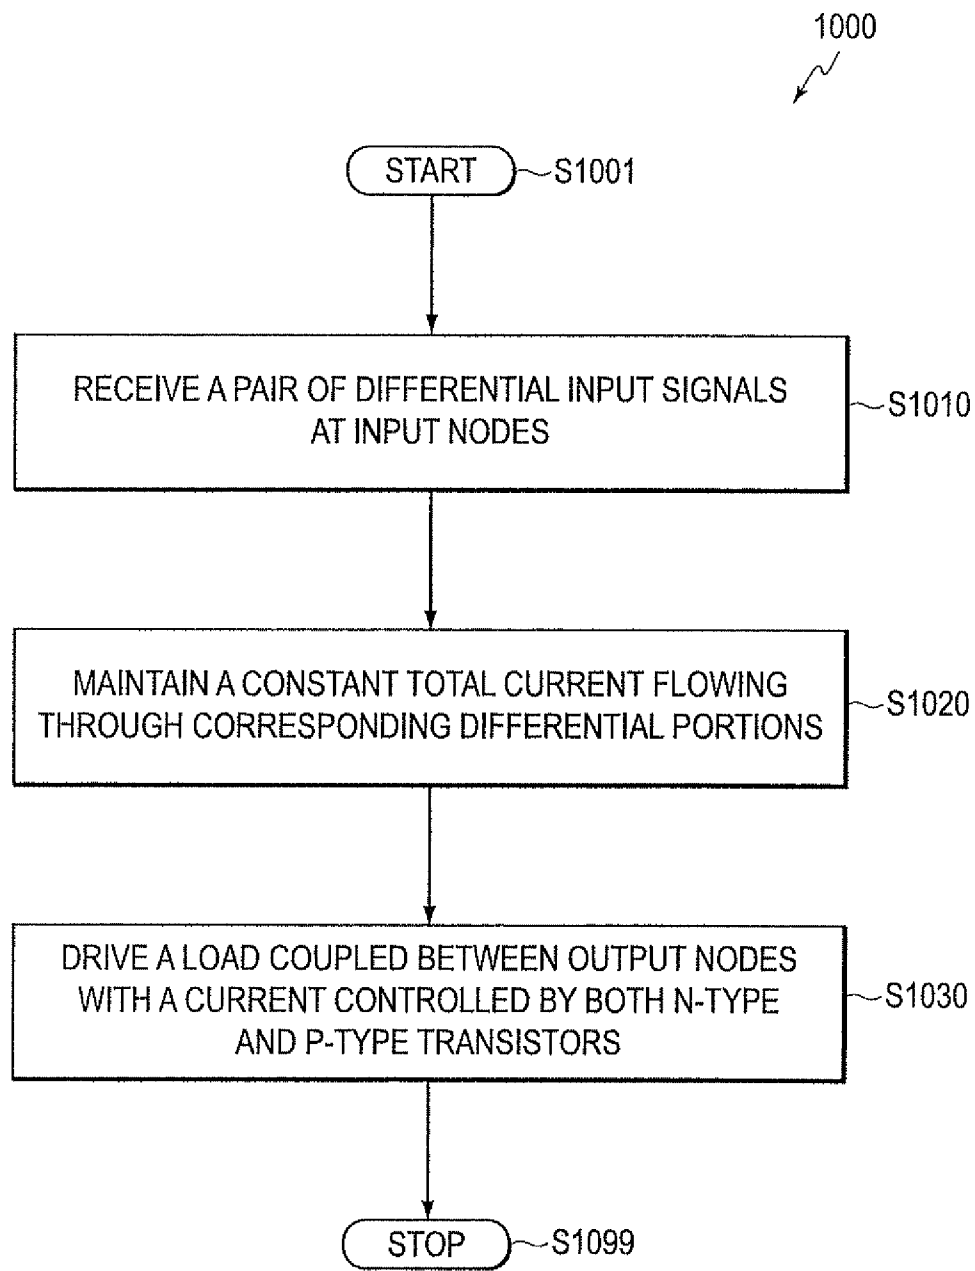 1000
START
S1001
RECEIVE A PAIR OF DIFFERENTIAL INPUT SIGNALS
AT INPUT NODES
S1010
MAINTAIN A CONSTANT TOTAL CURRENT FLOWING
THROUGH CORRESPONDING DIFFERENTIAL PORTIONS
S1020
DRIVE A LOAD COUPLED BETWEEN OUTPUT NODES
WITH A CURRENT CONTROLLED BY BOTH N-TYPE
AND P-TYPE TRANSISTORS
S1030
STOP
S1099